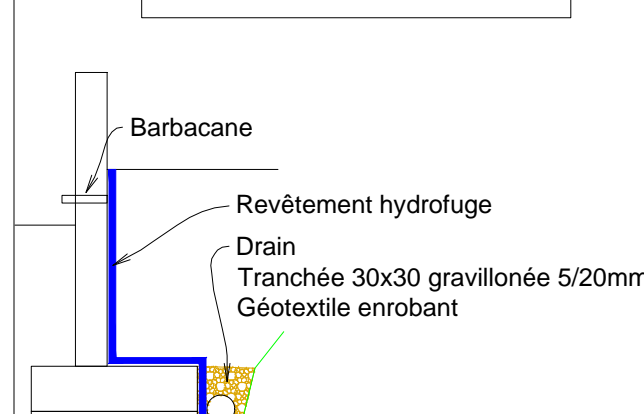 Barbacane
Revêtement hydrofuge
Drain
Tranchée 30x30 gravillonée 5/20mm
Géotextile enrobant